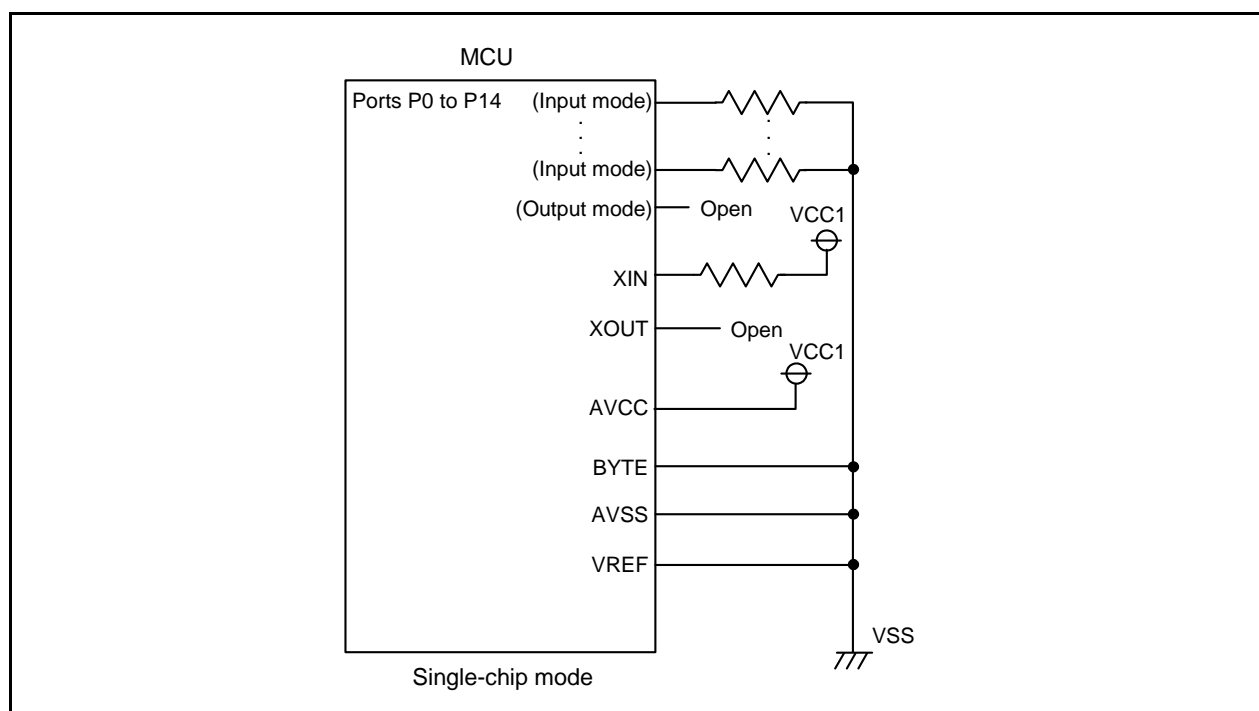 MCU
Ports P0 to P14 (Input mode)
(Input mode)
(Output mode) Open
VCC1
XIN
XOUT Open
VCC1
AVCC
BYTE
AVSS
VREF
VSS
Single-chip mode